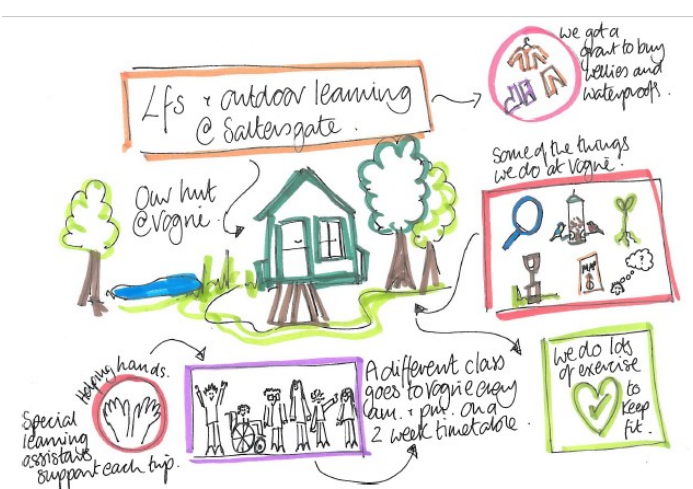 Lfs + outdoor learning
@ Saltersgate.
we got a
grant to buy
wellies and
waterproofs.
Our hut
@Vogrie.
Some of the things
we do at Vogrie!
MAP
?
Helping hands.
Special
learning
assistants
support each trip.
A different class
goes to Vogrie every
am. + pm. on a
2 week timetable.
we do lots
of exercise
to
keep
fit.